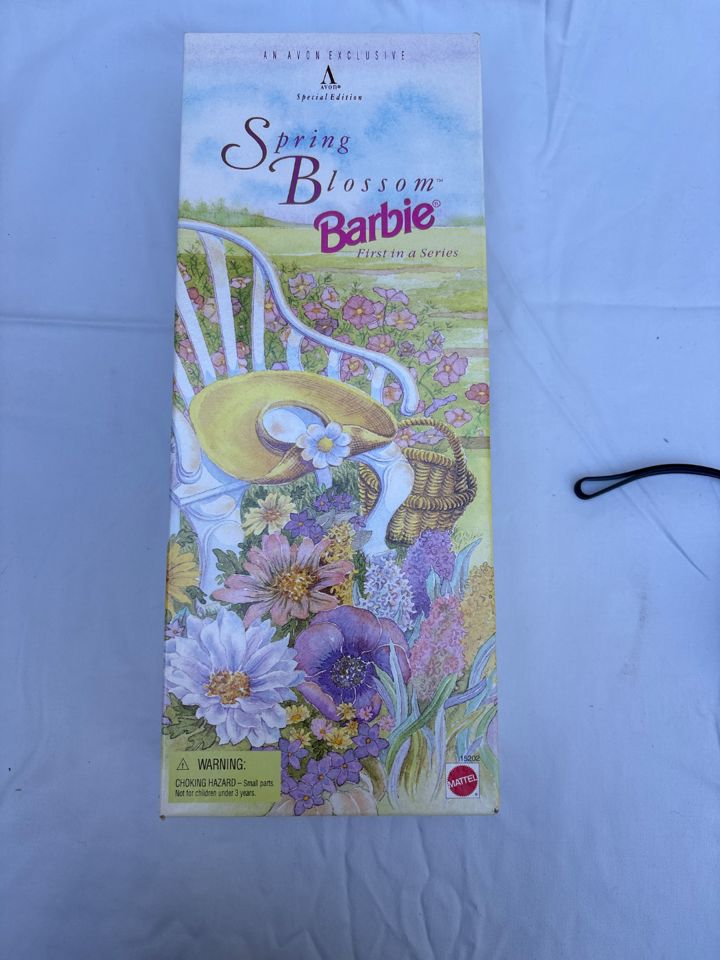 AN AVON EXCLUSIVE
A
AVON®
Special Edition
Spring
Blossom™
Barbie®
First in a Series
⚠ WARNING:
CHOKING HAZARD – Small parts.
Not for children under 3 years.
15202
MATTEL